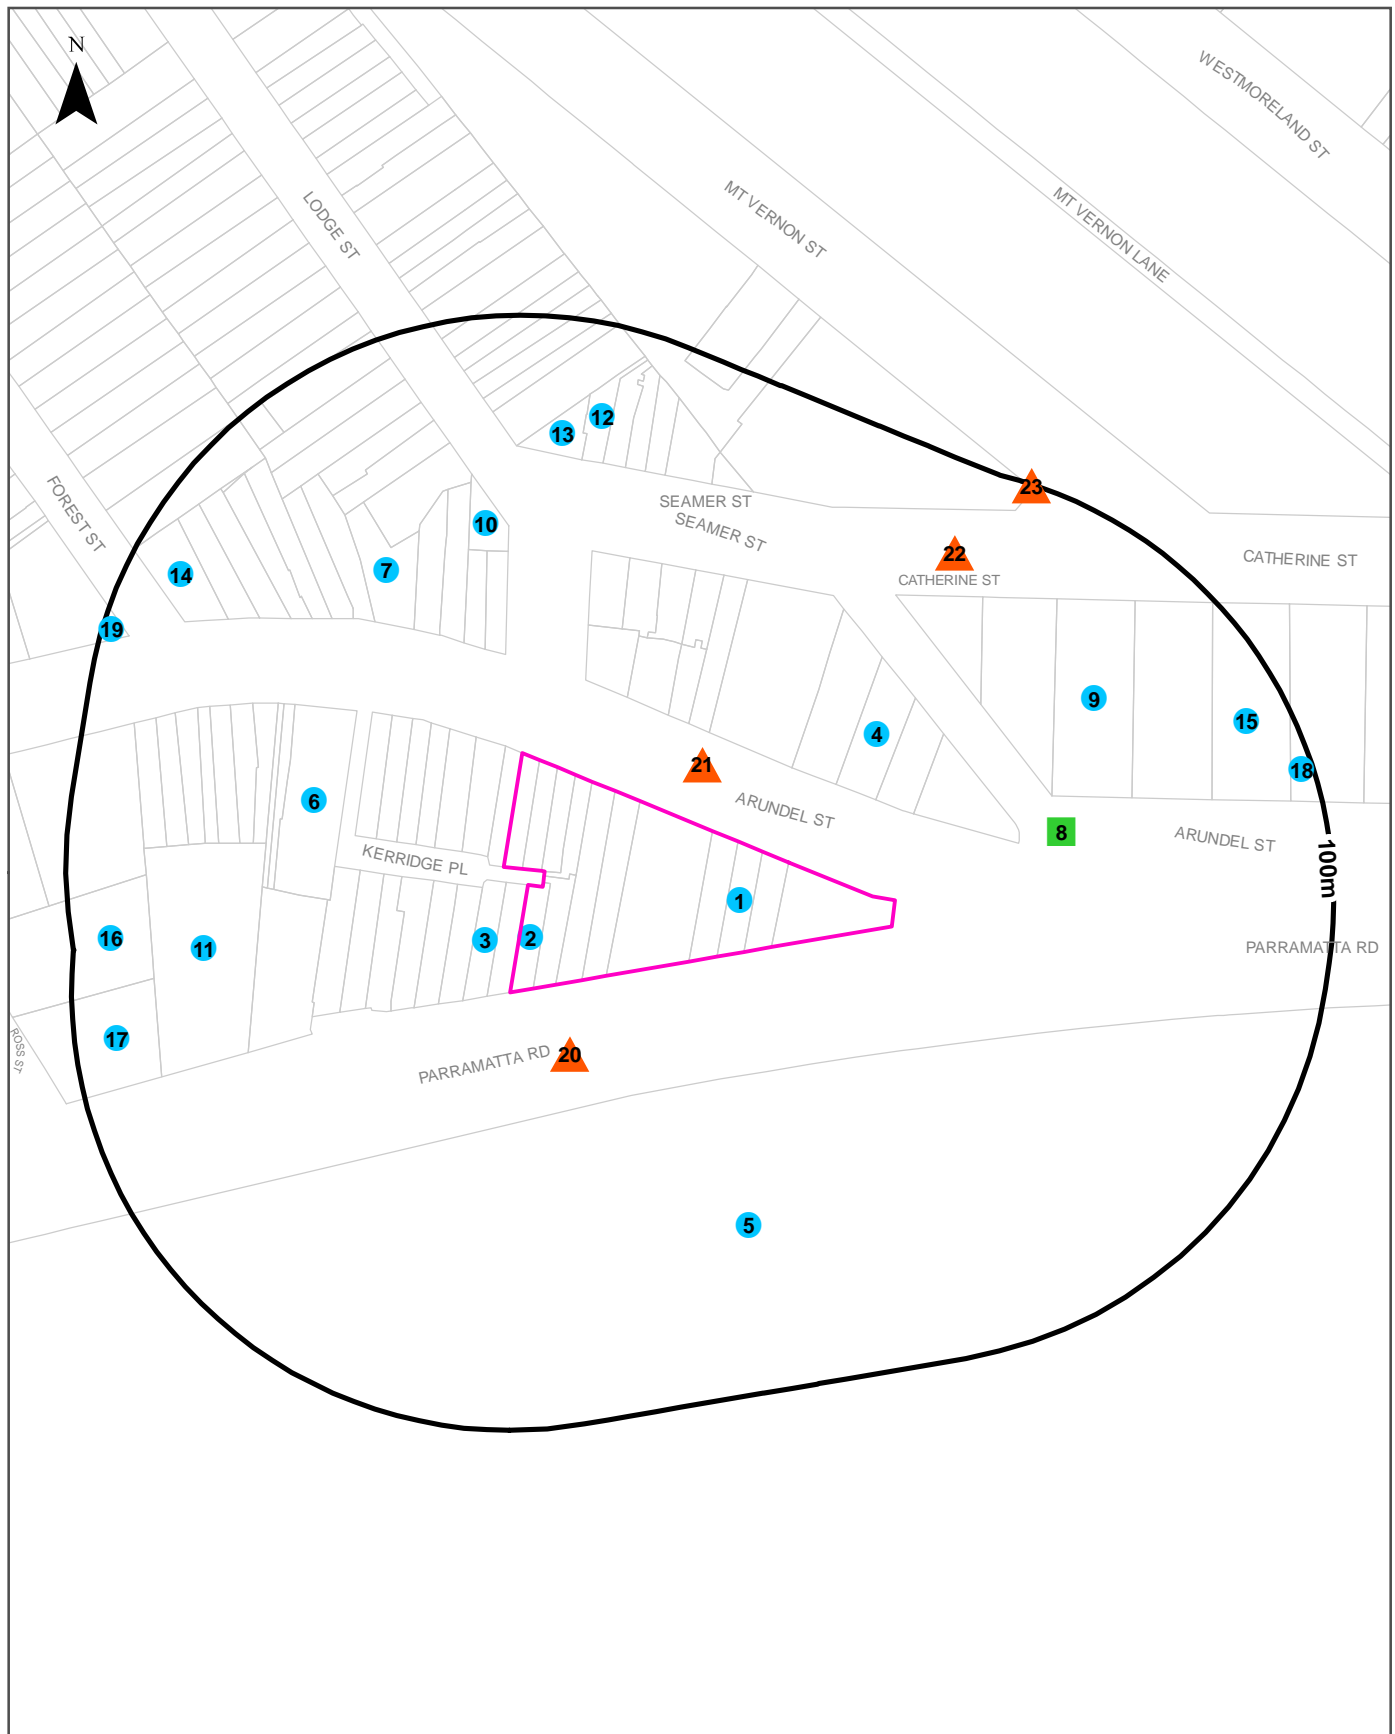 N
WESTMORELAND ST
MT VERNON ST
MT VERNON LANE
LODGE ST
12
13
FOREST ST
23
SEAMER ST
10
SEAMER ST
22
CATHERINE ST
CATHERINE ST
7
14
19
9
15
4
21
18
6
ARUNDEL ST
8
ARUNDEL ST
KERRIDGE PL
100m
1
2
3
16
11
PARRAMATTA RD
17
ROSS ST
20
PARRAMATTA RD
5